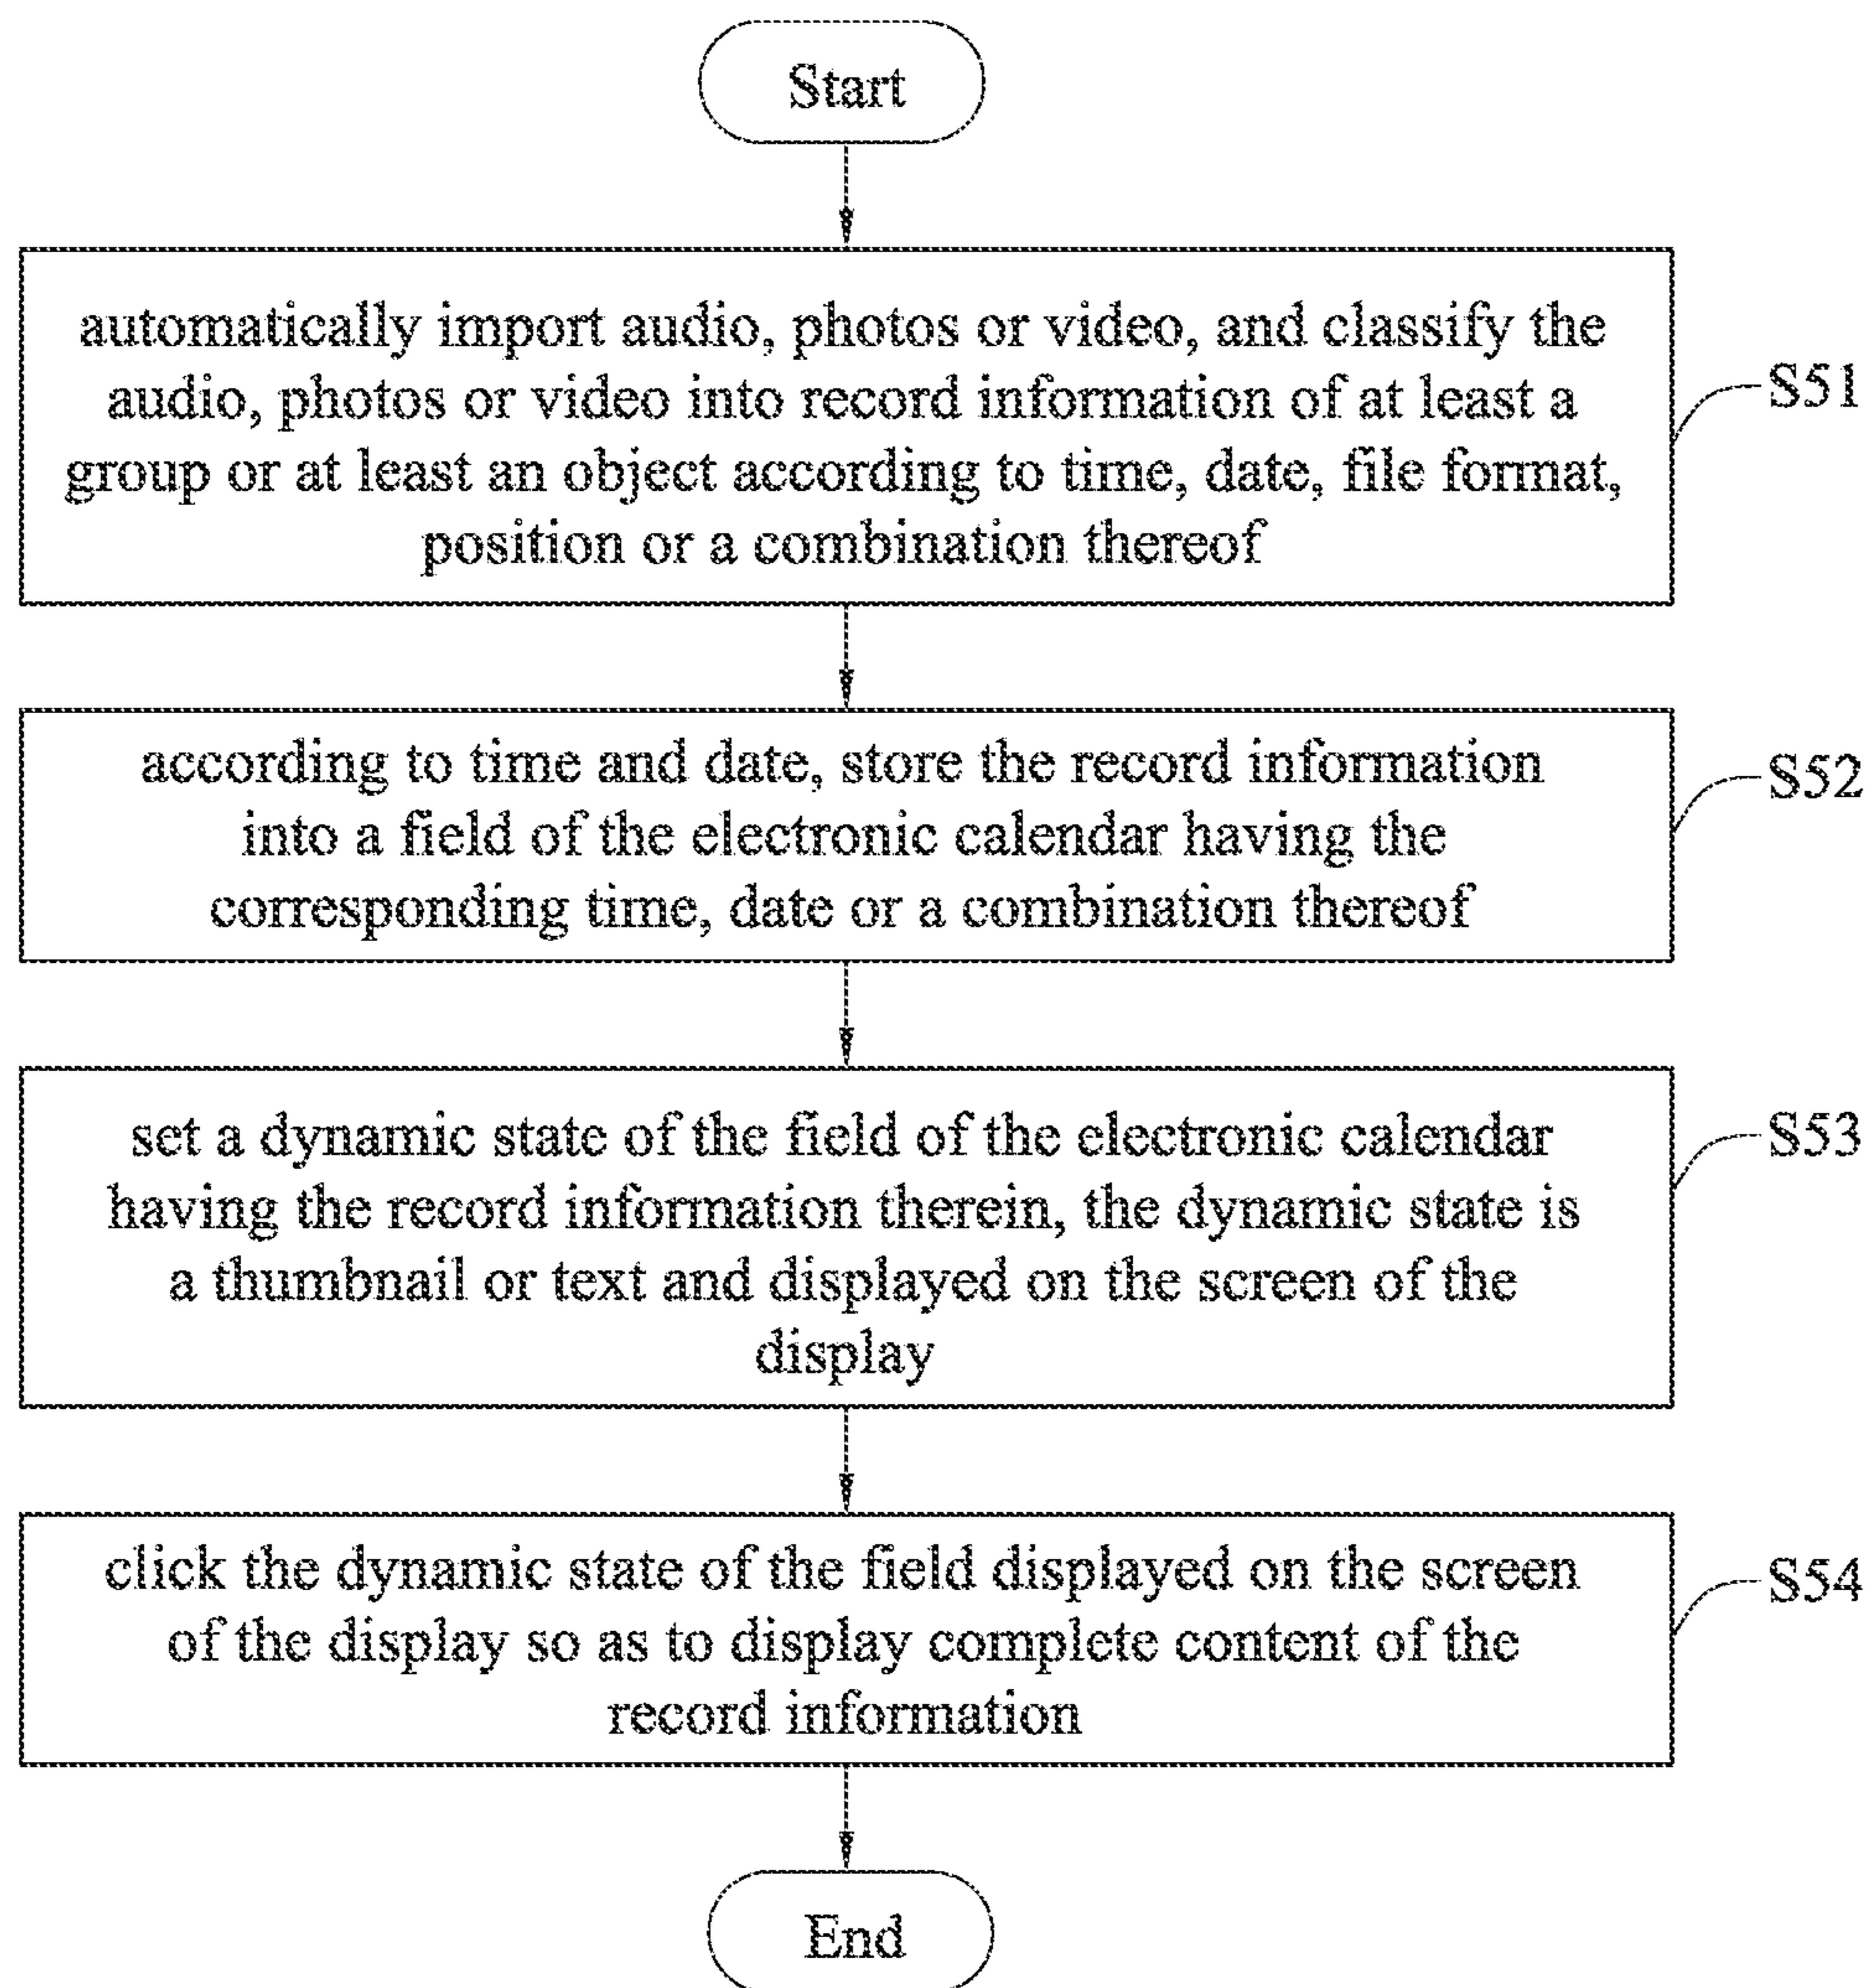 Start
automatically import audio, photos or video, and classify the
audio, photos or video into record information of at least a
group or at least an object according to time, date, file format,
position or a combination thereof
S51
according to time and date, store the record information
into a field of the electronic calendar having the
corresponding time, date or a combination thereof
S52
set a dynamic state of the field of the electronic calendar
having the record information therein, the dynamic state is
a thumbnail or text and displayed on the screen of the
display
S53
click the dynamic state of the field displayed on the screen
of the display so as to display complete content of the
record information
S54
End